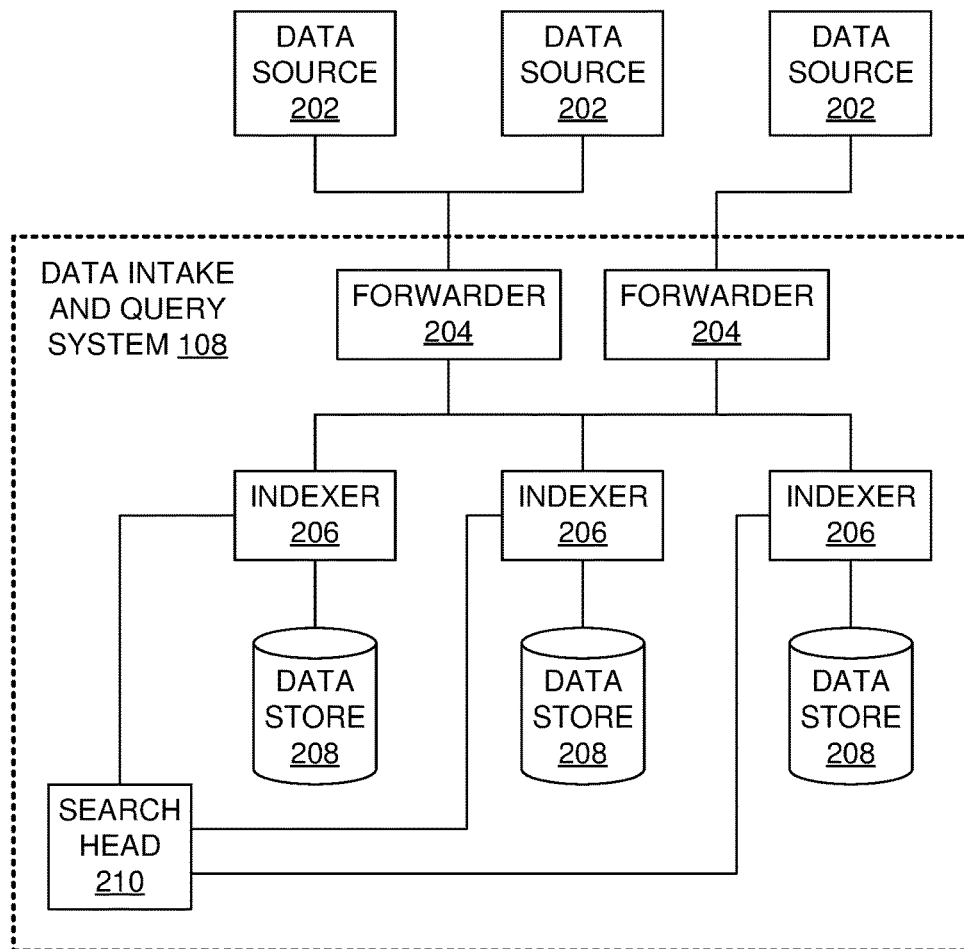 DATA
SOURCE
202
DATA
SOURCE
202
DATA
SOURCE
202
DATA INTAKE
AND QUERY
SYSTEM 108
FORWARDER
204
FORWARDER
204
INDEXER
206
INDEXER
206
INDEXER
206
DATA
STORE
208
DATA
STORE
208
DATA
STORE
208
SEARCH
HEAD
210